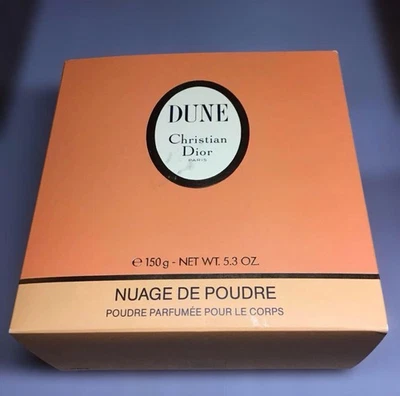 DUNE
Christian
Dior
PARIS
e 150 g - NET WT. 5.3 OZ.
NUAGE DE POUDRE
POUDRE PARFUMÉE POUR LE CORPS